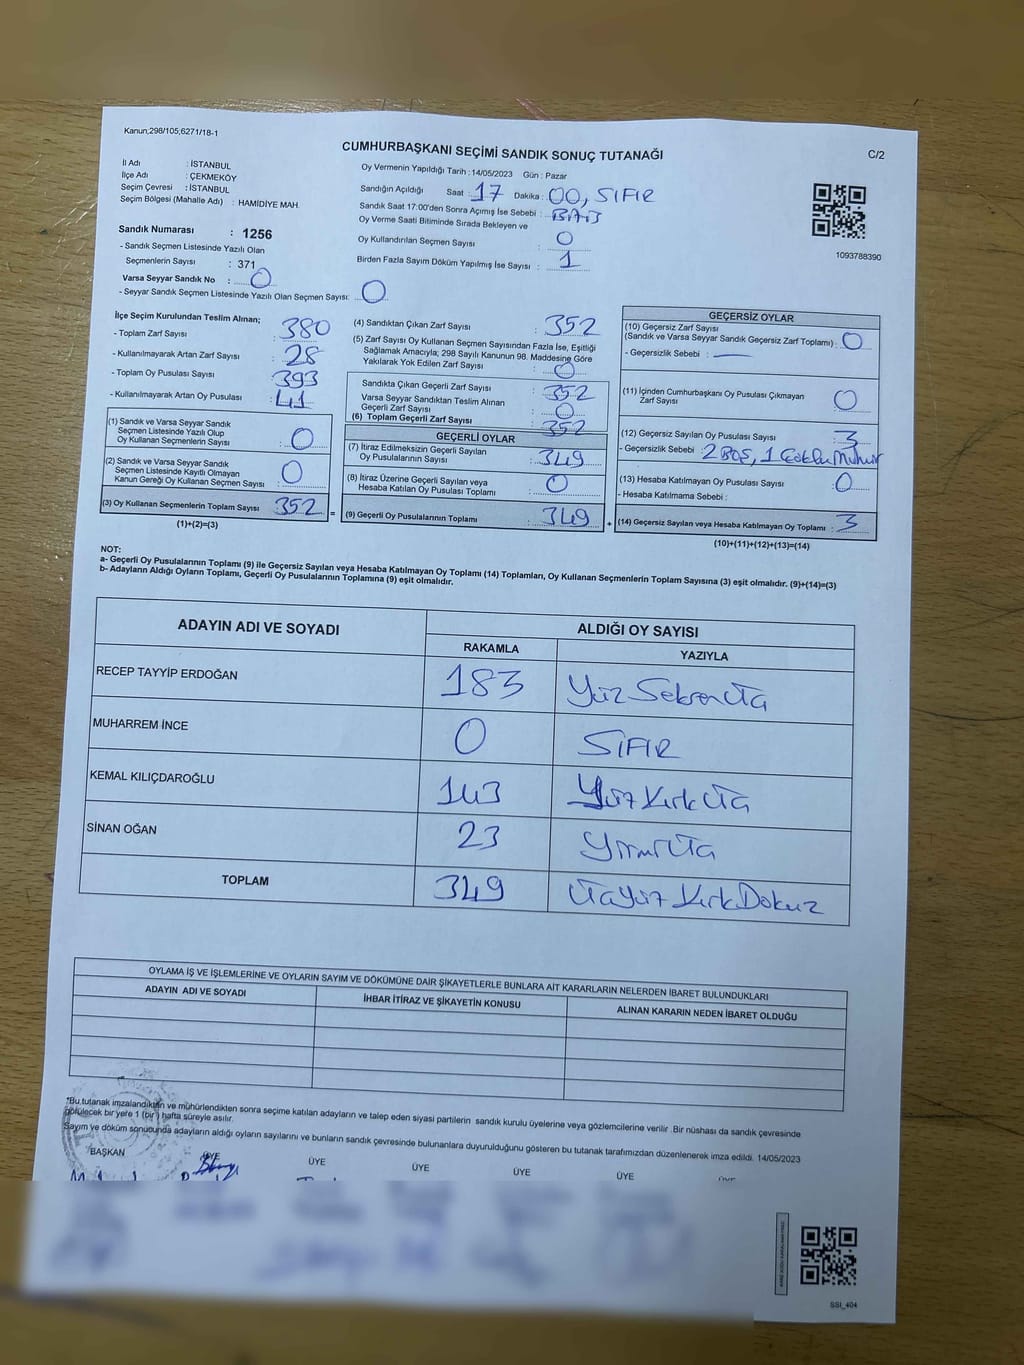 Kanun,298/105,6271/18-1
CUMHURBAŞKANI SEÇİMİ SANDIK SONUÇ TUTANAĞI
C/2
İl Adı : İSTANBUL
İlçe Adı : ÇEKMEKÖY
Seçim Çevresi : İSTANBUL
Seçim Bölgesi (Mahalle Adı) : HAMİDİYE MAH.
Oy Vermenin Yapıldığı Tarih :14/05/2023 Gün : Pazar
Sandığın Açıldığı Saat : 17 Dakika : 00, SIFIR
Sandık Saat 17:00'den Sonra Açımış İse Sebebi :
Oy Verme Saati Bitiminde Sırada Bekleyen ve
Oy Kullandırılan Seçmen Sayısı : 0
Birden Fazla Sayım Döküm Yapılmış İse Sayısı : 1
1093788390
Sandık Numarası : 1256
- Sandık Seçmen Listesinde Yazılı Olan
Seçmenlerin Sayısı : 371
Varsa Seyyar Sandık No : 0
- Seyyar Sandık Seçmen Listesinde Yazılı Olan Seçmen Sayısı: 0
İlçe Seçim Kurulundan Teslim Alınan;
- Toplam Zarf Sayısı : 380
- Kullanılmayarak Artan Zarf Sayısı : 28
- Toplam Oy Pusulası Sayısı : 393
- Kullanılmayarak Artan Oy Pusulası : 41
(1) Sandık ve Varsa Seyyar Sandık
Seçmen Listesinde Yazılı Olup
Oy Kullanan Seçmenlerin Sayısı : 0
(2) Sandık ve Varsa Seyyar Sandık
Seçmen Listesinde Kayıtlı Olmayan
Kanun Gereği Oy Kullanan Seçmen Sayısı : 0
(3) Oy Kullanan Seçmenlerin Toplam Sayısı : 352 =
(1)+(2)=(3)
(4) Sandıktan Çıkan Zarf Sayısı : 352
(5) Zarf Sayısı Oy Kullanan Seçmen Sayısından Fazla İse, Eşitliği
Sağlamak Amacıyla; 298 Sayılı Kanunun 98. Maddesine Göre
Yakılarak Yok Edilen Zarf Sayısı : 0
Sandıkta Çıkan Geçerli Zarf Sayısı : 352
Varsa Seyyar Sandıktan Teslim Alınan
Geçerli Zarf Sayısı : 0
(6) Toplam Geçerli Zarf Sayısı : 352
GEÇERLİ OYLAR
(7) İtiraz Edilmeksizin Geçerli Sayılan
Oy Pusulalarının Sayısı : 349
(8) İtiraz Üzerine Geçerli Sayılan veya
Hesaba Katılan Oy Pusulası Toplamı : 0
(9) Geçerli Oy Pusulalarının Toplamı : 349 +
GEÇERSİZ OYLAR
(10) Geçersiz Zarf Sayısı
(Sandık ve Varsa Seyyar Sandık Geçersiz Zarf Toplamı) : 0
- Geçersizlik Sebebi : —
(11) İçinden Cumhurbaşkanı Oy Pusulası Çıkmayan
Zarf Sayısı : 0
(12) Geçersiz Sayılan Oy Pusulası Sayısı : 3
- Geçersizlik Sebebi : 2 BOŞ, 1 Çoklu Mühür
(13) Hesaba Katılmayan Oy Pusulası Sayısı : 0
- Hesaba Katılmama Sebebi :
(14) Geçersiz Sayılan veya Hesaba Katılmayan Oy Toplamı : 3
(10)+(11)+(12)+(13)=(14)
NOT:
a- Geçerli Oy Pusulalarının Toplamı (9) ile Geçersiz Sayılan veya Hesaba Katılmayan Oy Toplamı (14) Toplamları, Oy Kullanan Seçmenlerin Toplam Sayısına (3) eşit olmalıdır. (9)+(14)=(3)
b- Adayların Aldığı Oyların Toplamı, Geçerli Oy Pusulalarının Toplamına (9) eşit olmalıdır.
ADAYIN ADI VE SOYADI
ALDIĞI OY SAYISI
RAKAMLA YAZIYLA
RECEP TAYYİP ERDOĞAN 183 Yüz Seksen Üç
MUHARREM İNCE 0 SIFIR
KEMAL KILIÇDAROĞLU 143 Yüz Kırk Üç
SİNAN OĞAN 23 Yirmi Üç
TOPLAM 349 Üçyüz Kırk Dokuz
OYLAMA İŞ VE İŞLEMLERİNE VE OYLARIN SAYIM VE DÖKÜMÜNE DAİR ŞİKAYETLERLE BUNLARA AİT KARARLARIN NELERDEN İBARET BULUNDUKLARI
ADAYIN ADI VE SOYADI
İHBAR İTİRAZ VE ŞİKAYETİN KONUSU
ALINAN KARARIN NEDEN İBARET OLDUĞU
*Bu tutanak imzalandıktan ve mühürlendikten sonra seçime katılan adayların ve talep eden siyasi partilerin sandık kurulu üyelerine veya gözlemcilerine verilir .Bir nüshası da sandık çevresinde
görülecek bir yere 1 (bir ) hafta süreyle asılır.
Sayım ve döküm sonucunda adayların aldığı oyların sayılarını ve bunların sandık çevresinde bulunanlara duyurulduğunu gösteren bu tutanak tarafımızdan düzenlenerek imza edildi. 14/05/2023
BAŞKAN ÜYE ÜYE ÜYE ÜYE ÜYE ÜYE
SSİ_404